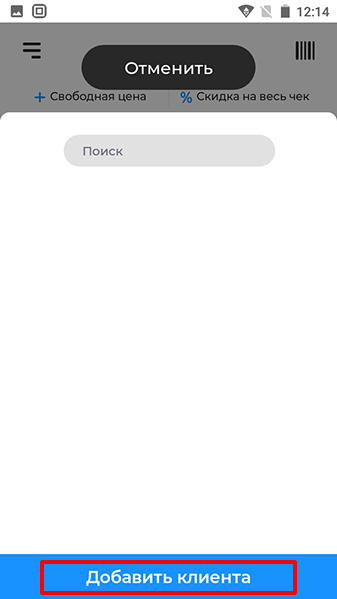 12:14
Отменить
Свободная цена
% Скидка на весь чек
Поиск
Добавить клиента